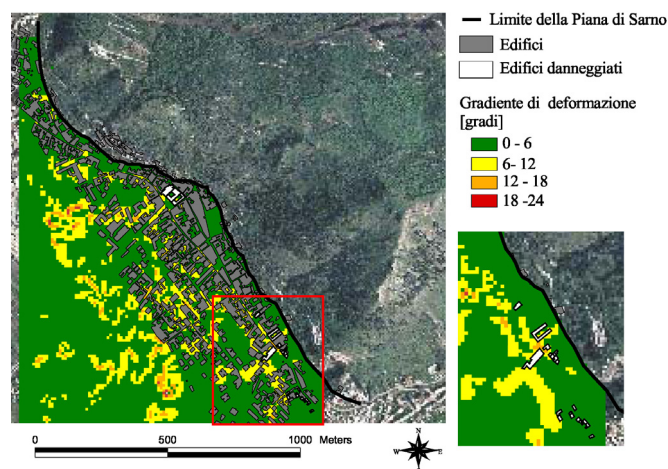 Limite della Piana di Sarno
Edifici
Edifici danneggiati
Gradiente di deformazione
[gradi]
0 - 6
6- 12
12 - 18
18 -24
0 500 1000 Meters
N
W E
S